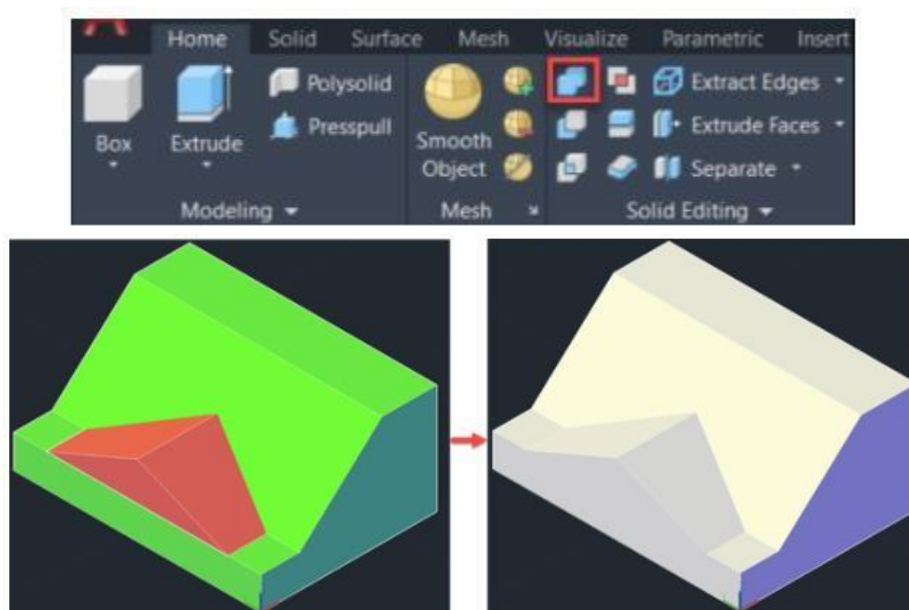 Home Solid Surface Mesh Visualize Parametric Insert
Polysolid
Presspull
Box
Extrude
Smooth
Object
Extract Edges
Extrude Faces
Separate
Modeling
Mesh
Solid Editing